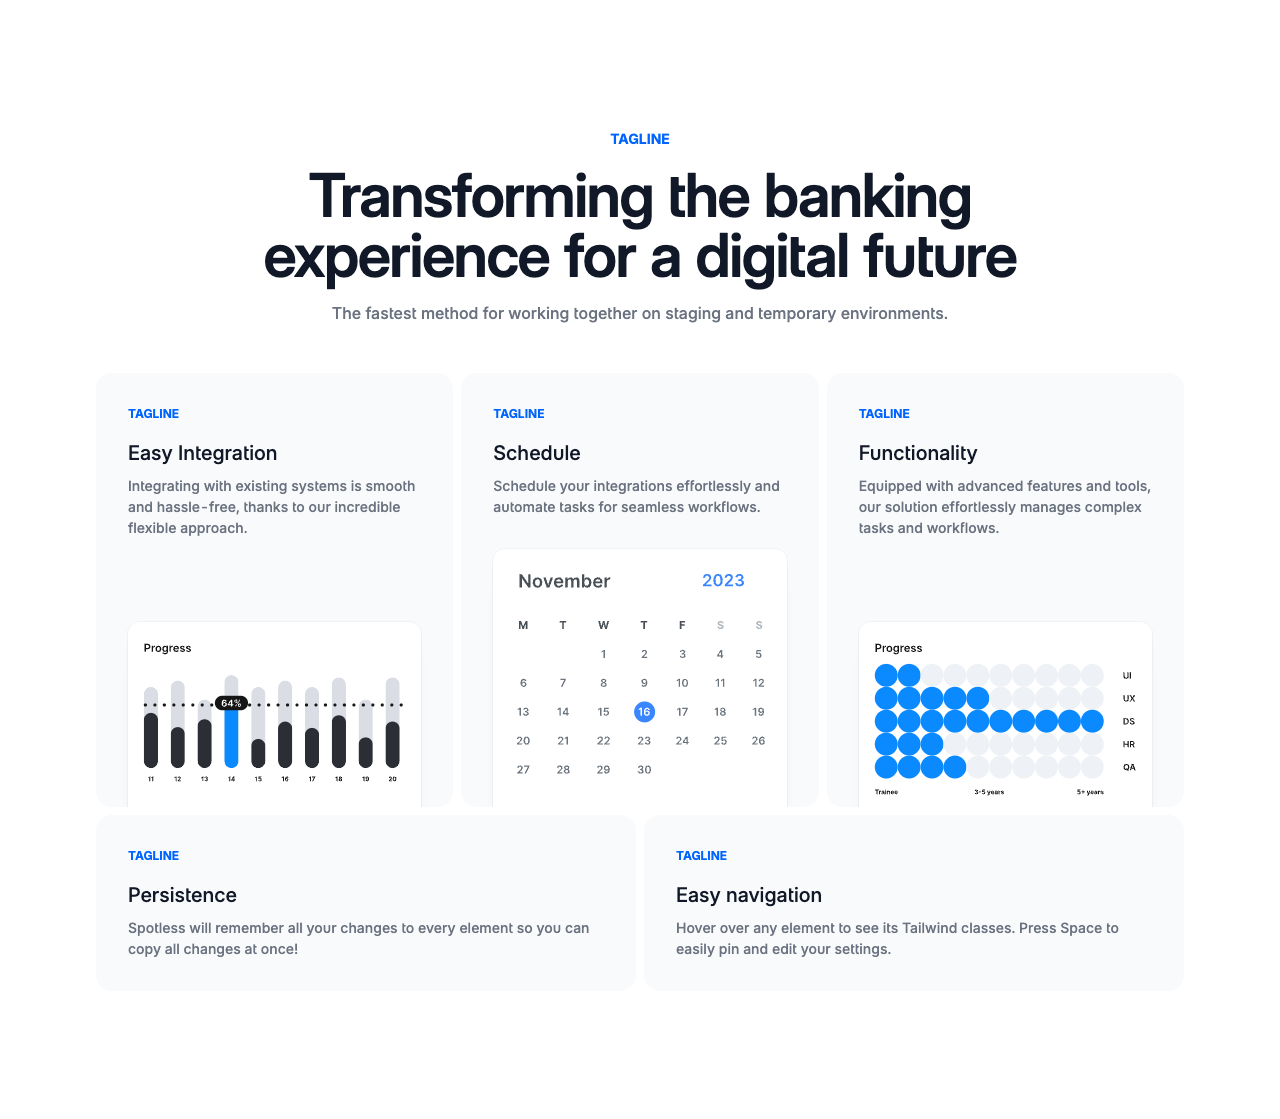 TAGLINE
Transforming the banking
experience for a digital future
The fastest method for working together on staging and temporary environments.
TAGLINE
Easy Integration
Integrating with existing systems is smooth
and hassle-free, thanks to our incredible
flexible approach.
Progress
64%
11 12 13 14 15 16 17 18 19 20
TAGLINE
Schedule
Schedule your integrations effortlessly and
automate tasks for seamless workflows.
November 2023
M T W T F S S
1 2 3 4 5
6 7 8 9 10 11 12
13 14 15 16 17 18 19
20 21 22 23 24 25 26
27 28 29 30
TAGLINE
Functionality
Equipped with advanced features and tools,
our solution effortlessly manages complex
tasks and workflows.
Progress
UI
UX
DS
HR
QA
Trainee 3-5 years 5+ years
TAGLINE
Persistence
Spotless will remember all your changes to every element so you can
copy all changes at once!
TAGLINE
Easy navigation
Hover over any element to see its Tailwind classes. Press Space to
easily pin and edit your settings.